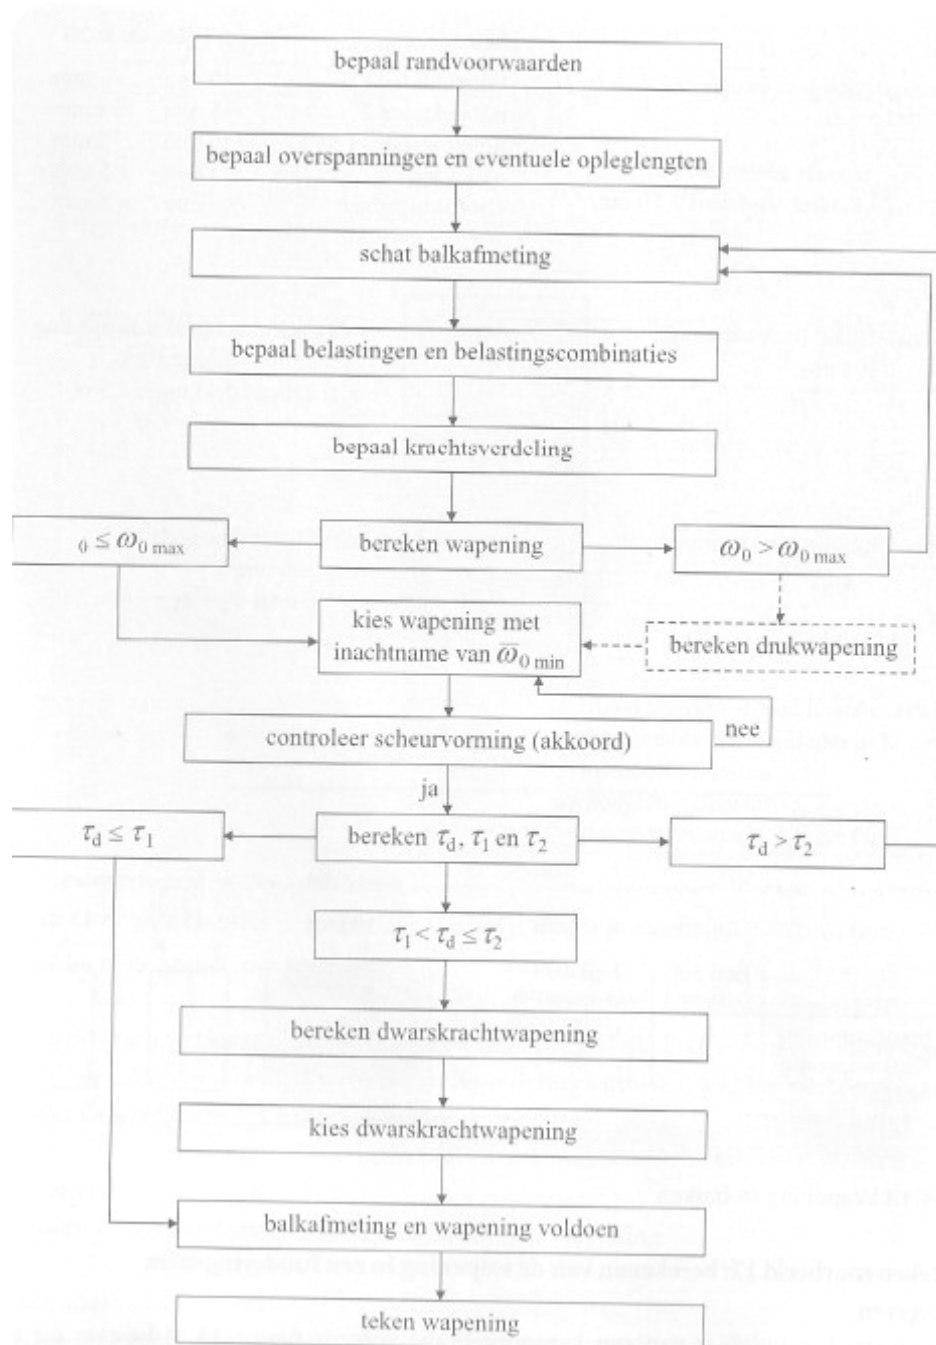 bepaal randvoorwaarden
bepaal overspanningen en eventuele opleglengten
schat balkafmeting
bepaal belastingen en belastingscombinaties
bepaal krachtsverdeling
₀ ≤ ω₀ max
bereken wapening
ω₀ > ω₀ max
kies wapening met
inachtname van ω̅₀ min
bereken drukwapening
nee
controleer scheurvorming (akkoord)
ja
τd ≤ τ₁
bereken τd, τ₁ en τ₂
τd > τ₂
τ₁ < τd ≤ τ₂
bereken dwarskrachtwapening
kies dwarskrachtwapening
balkafmeting en wapening voldoen
teken wapening